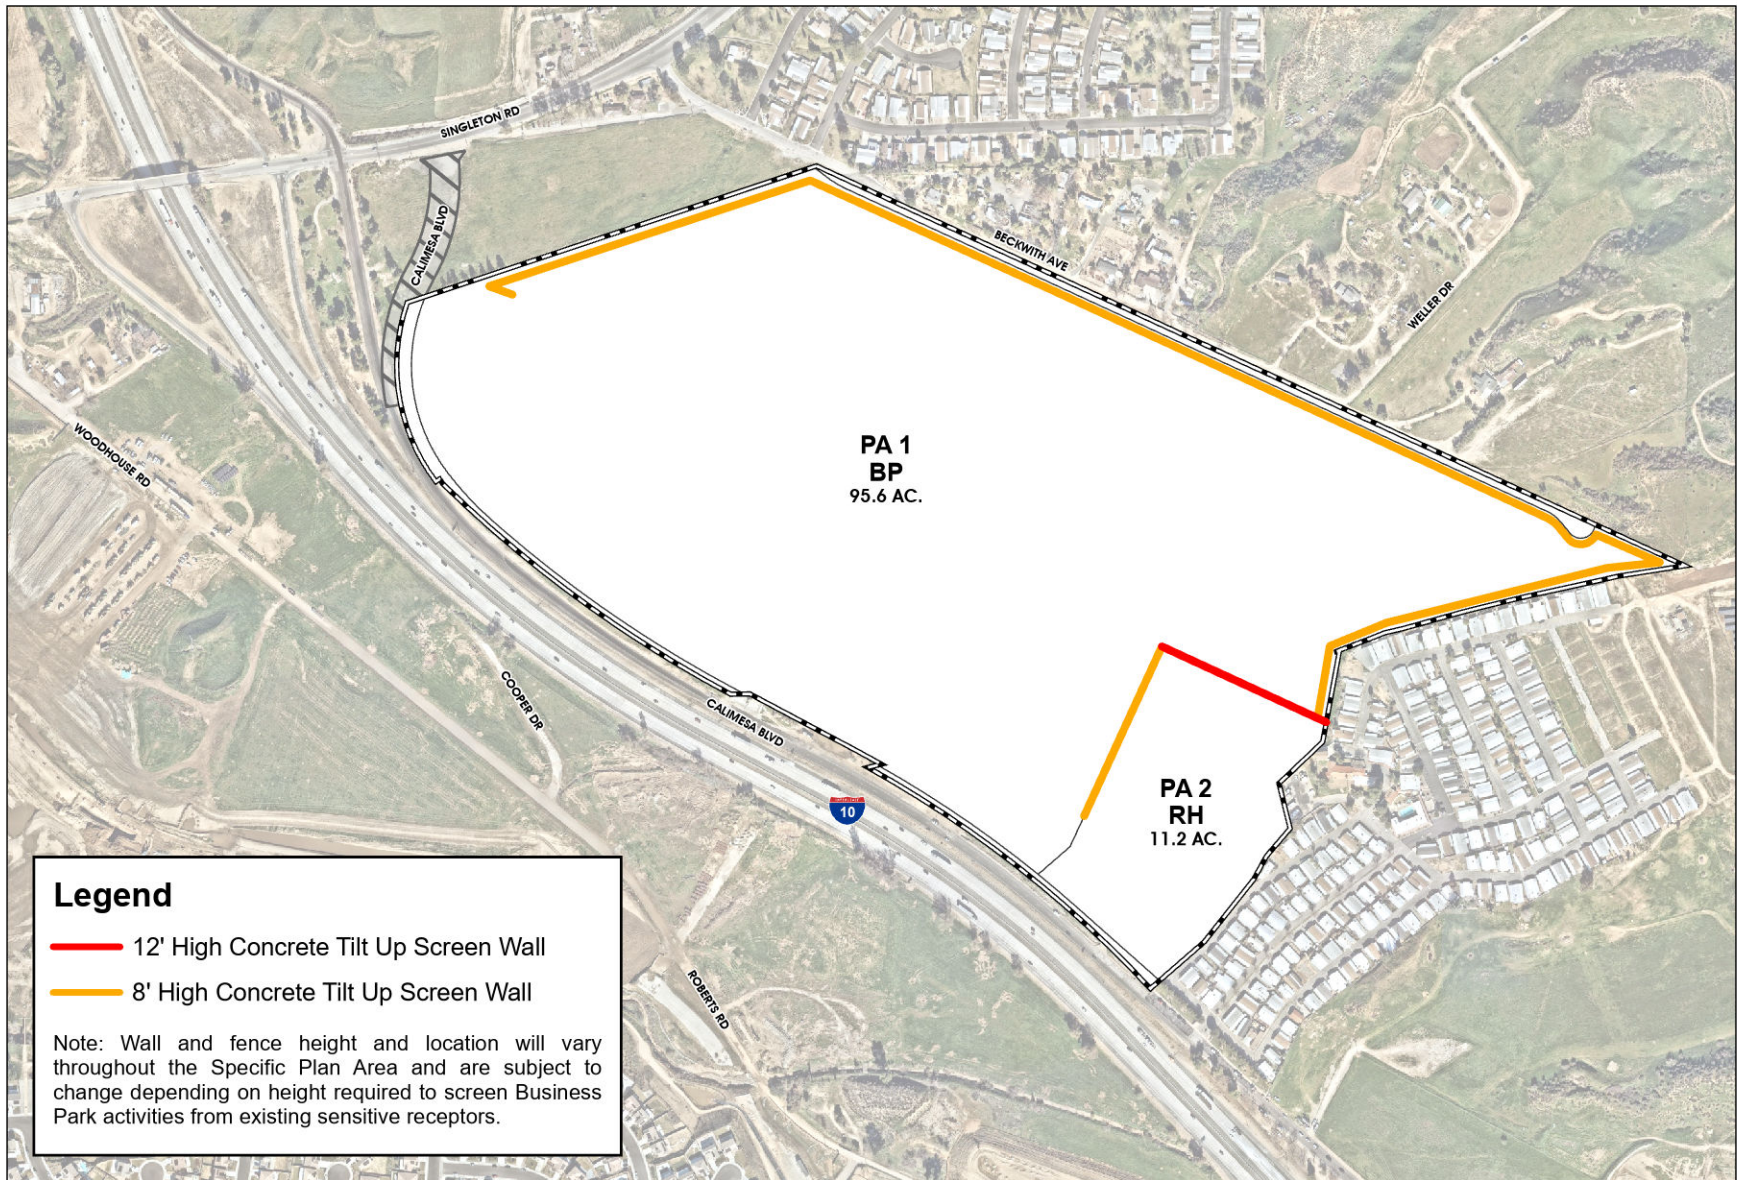 SINGLETON RD
CALIMESA BLVD
BECKWITH AVE
WELLER DR
WOODHOUSE RD
PA 1
BP
95.6 AC.
COOPER DR
CALIMESA BLVD
INTERSTATE
10
PA 2
RH
11.2 AC.
ROBERTS RD
Legend
12' High Concrete Tilt Up Screen Wall
8' High Concrete Tilt Up Screen Wall
Note: Wall and fence height and location will vary
throughout the Specific Plan Area and are subject to
change depending on height required to screen Business
Park activities from existing sensitive receptors.